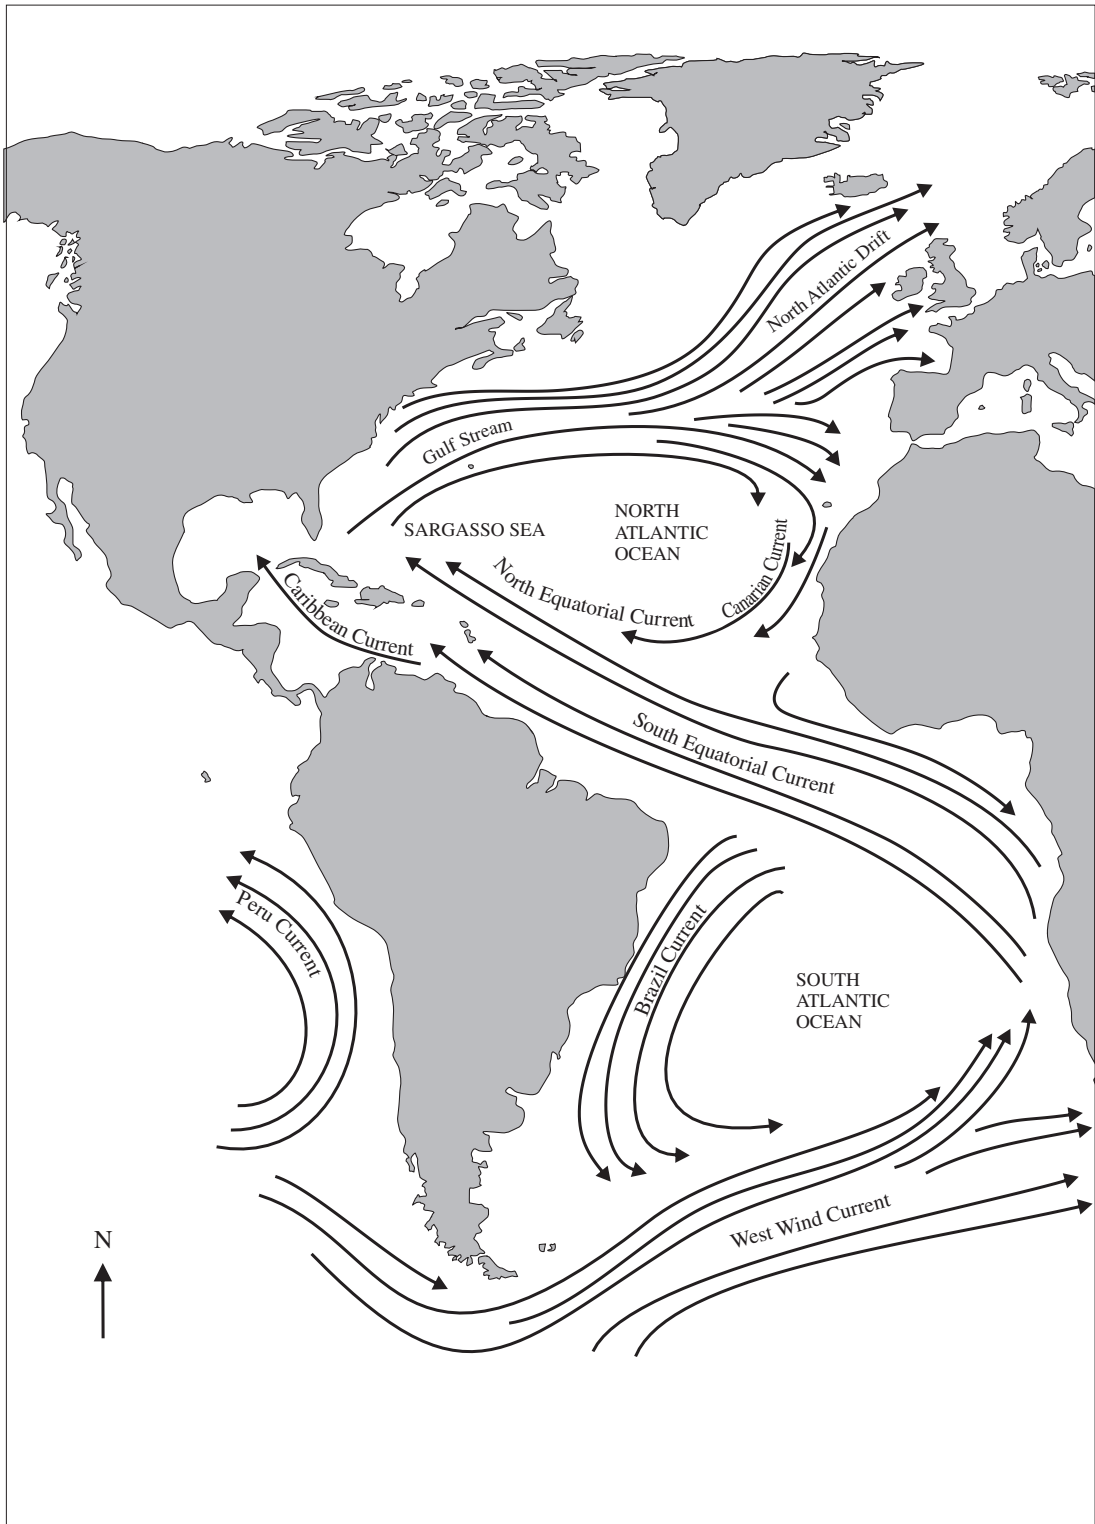 North Atlantic Drift
Gulf Stream
SARGASSO SEA
NORTH
ATLANTIC
OCEAN
Canarian Current
North Equatorial Current
Caribbean Current
South Equatorial Current
Peru Current
Brazil Current
SOUTH
ATLANTIC
OCEAN
West Wind Current
N